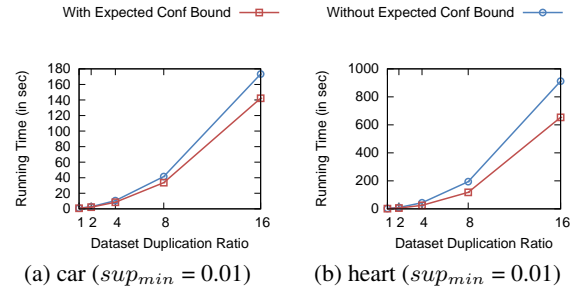 With Expected Conf Bound
Without Expected Conf Bound
Running Time (in sec)
180
160
140
120
100
80
60
40
20
0
1 2 4 8 16
Dataset Duplication Ratio
(a) car (sup_min = 0.01)
Running Time (in sec)
1000
800
600
400
200
0
1 2 4 8 16
Dataset Duplication Ratio
(b) heart (sup_min = 0.01)